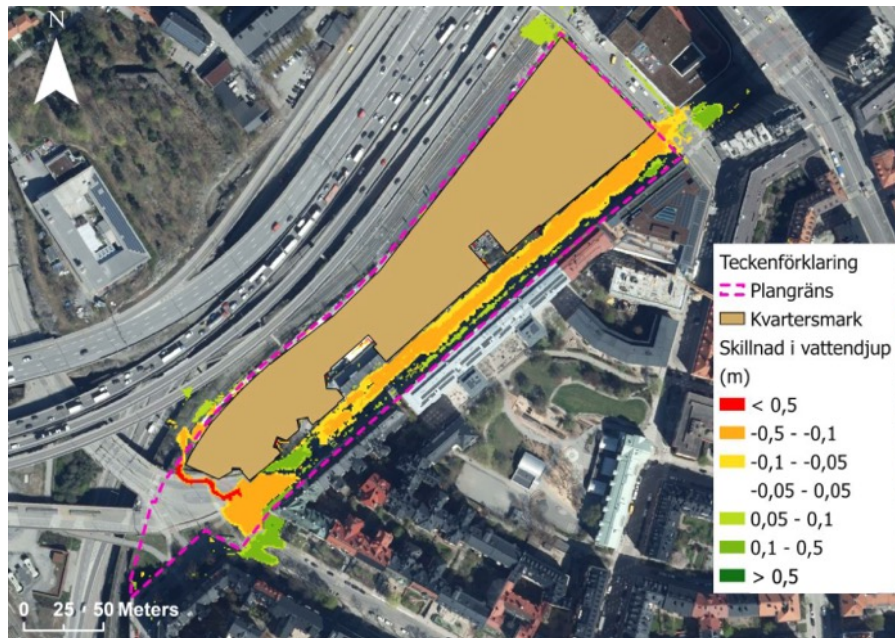 N
Teckenförklaring
Plangräns
Kvartersmark
Skillnad i vattendjup
(m)
< 0,5
-0,5 - -0,1
-0,1 - -0,05
-0,05 - 0,05
0,05 - 0,1
0,1 - 0,5
> 0,5
0 25 50 Meters